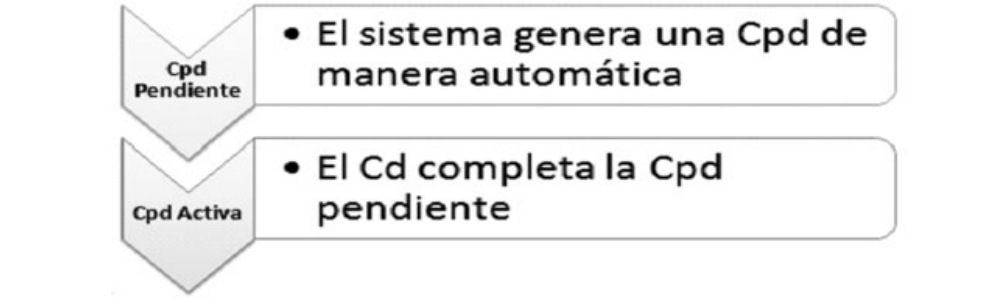 Cpd
Pendiente
• El sistema genera una Cpd de
manera automática
Cpd Activa
• El Cd completa la Cpd
pendiente